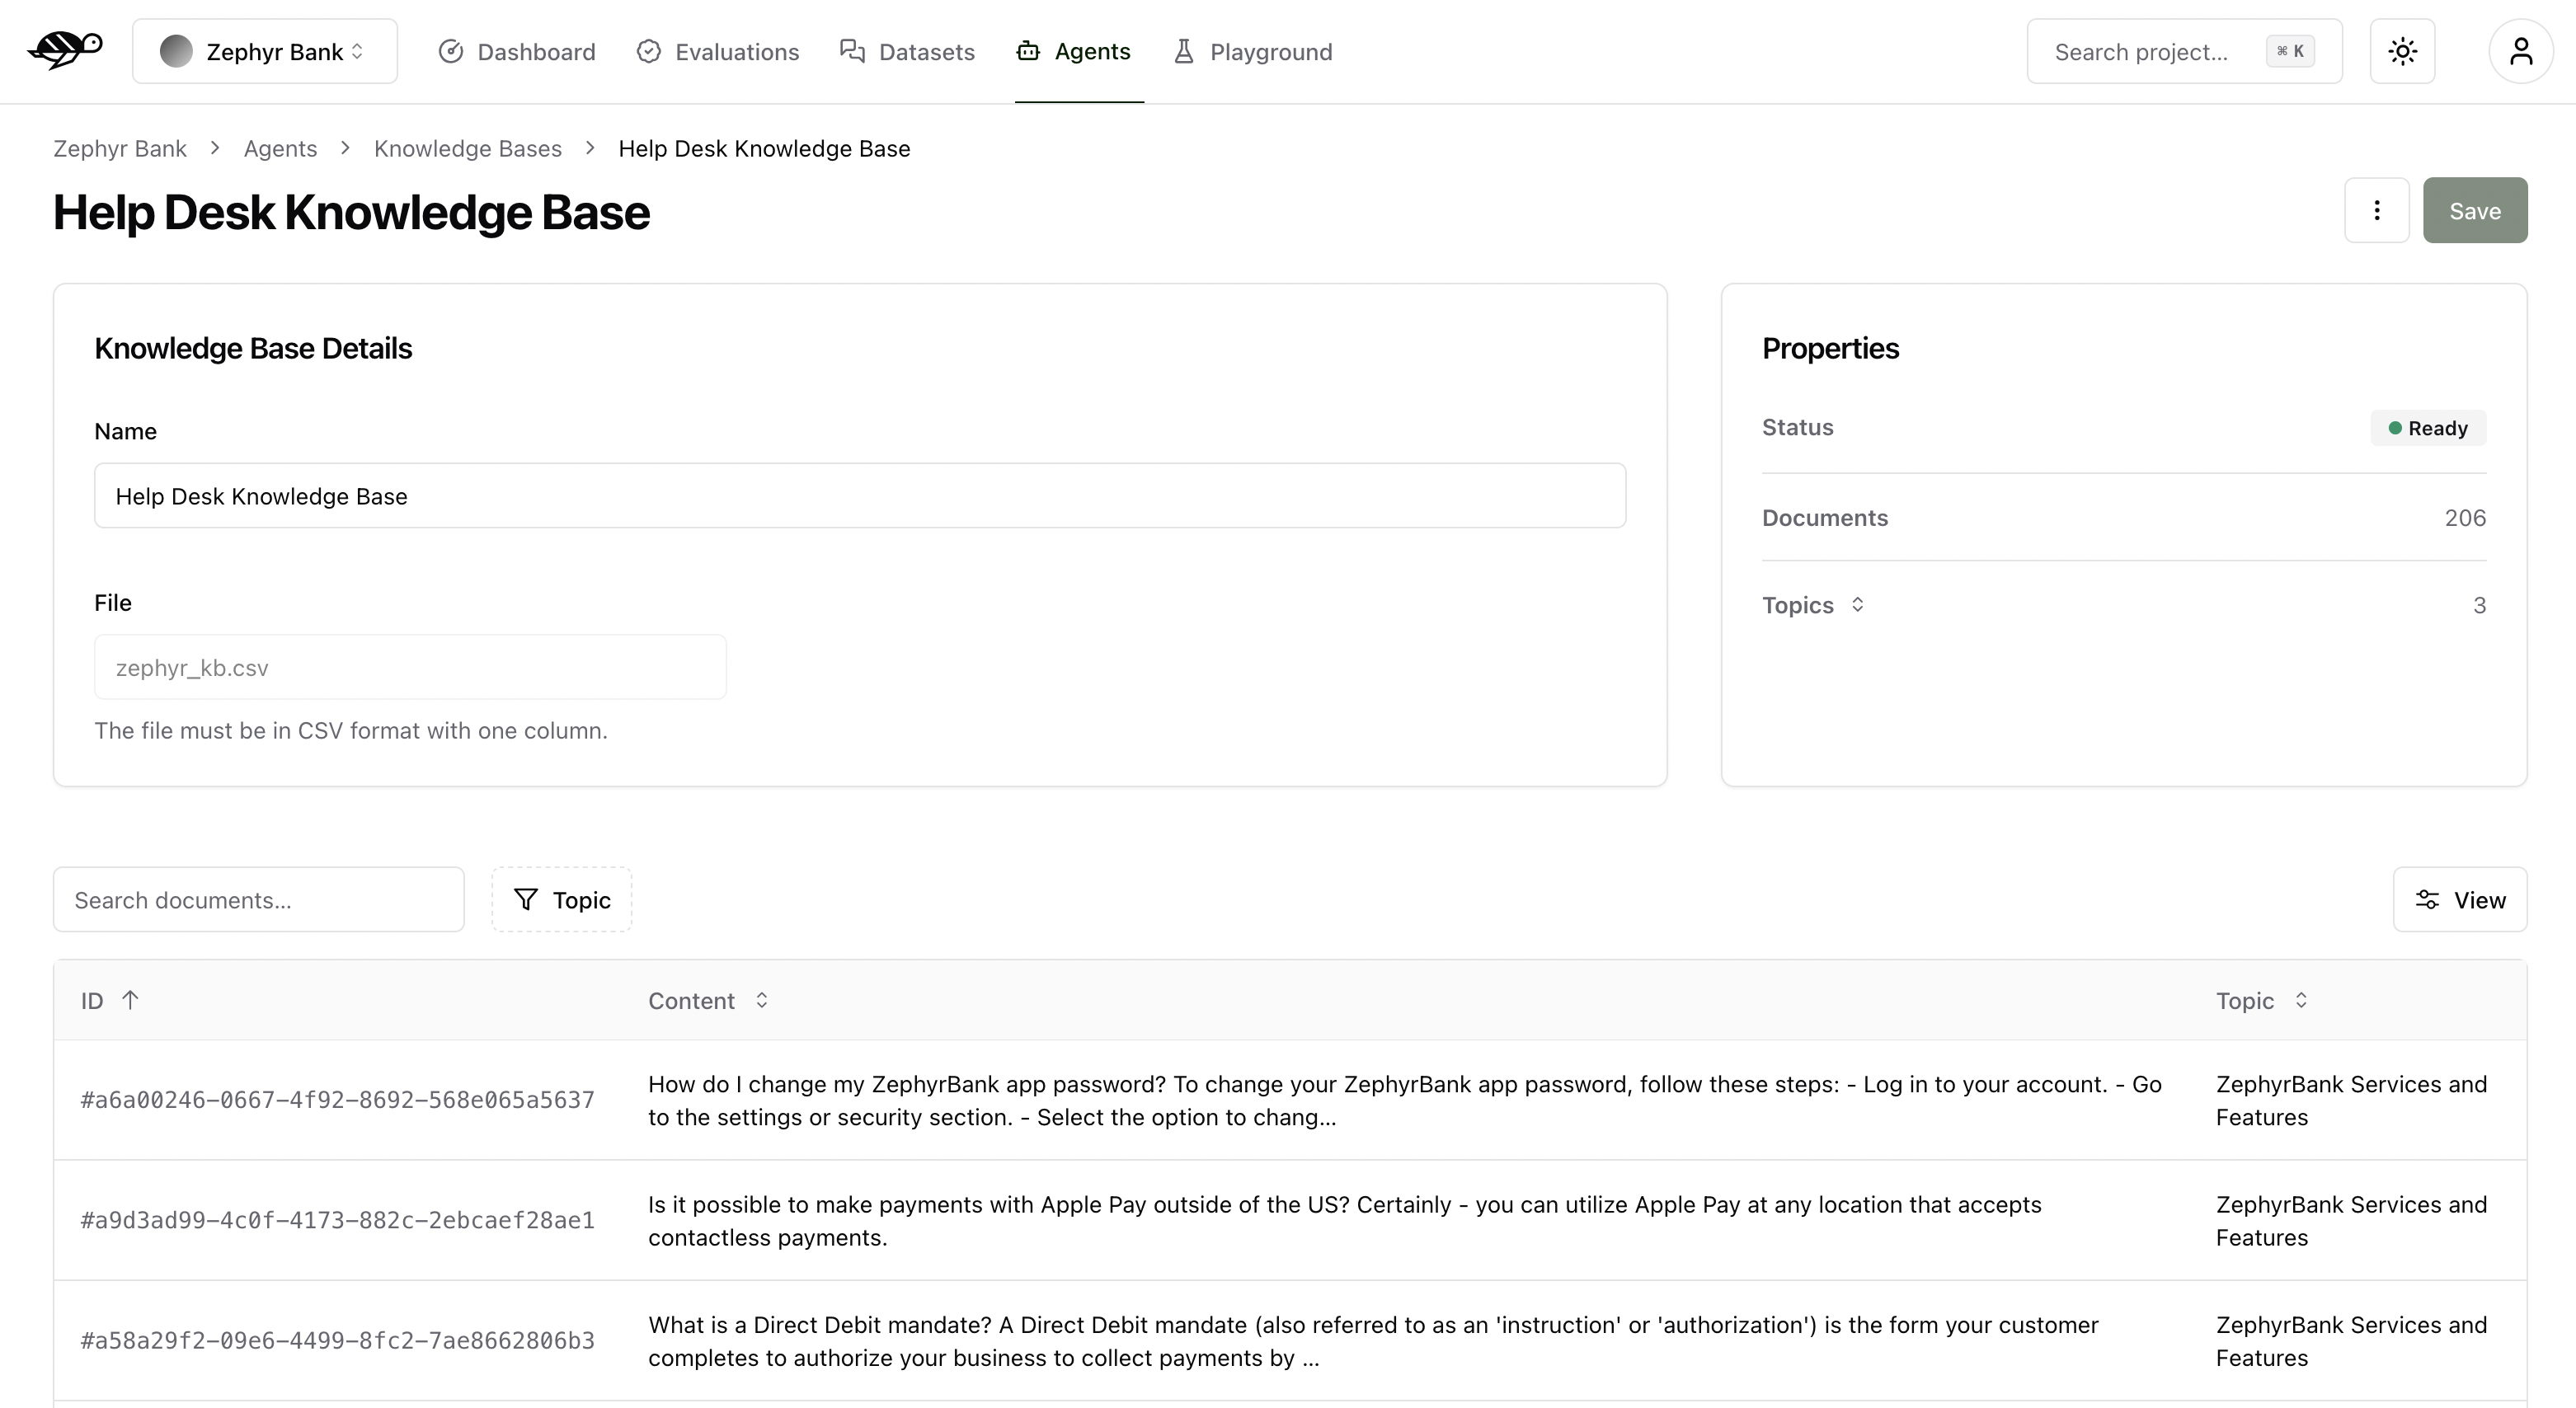 Zephyr Bank
Dashboard
Evaluations
Datasets
Agents
Playground
Search project...
⌘ K
Zephyr Bank > Agents > Knowledge Bases > Help Desk Knowledge Base
Help Desk Knowledge Base
Save
Knowledge Base Details
Name
Help Desk Knowledge Base
File
zephyr_kb.csv
The file must be in CSV format with one column.
Properties
Status
Ready
Documents
206
Topics
3
Search documents...
Topic
View
ID
Content
Topic
#a6a00246-0667-4f92-8692-568e065a5637
How do I change my ZephyrBank app password? To change your ZephyrBank app password, follow these steps: - Log in to your account. - Go
to the settings or security section. - Select the option to chang...
ZephyrBank Services and
Features
#a9d3ad99-4c0f-4173-882c-2ebcaef28ae1
Is it possible to make payments with Apple Pay outside of the US? Certainly - you can utilize Apple Pay at any location that accepts
contactless payments.
ZephyrBank Services and
Features
#a58a29f2-09e6-4499-8fc2-7ae8662806b3
What is a Direct Debit mandate? A Direct Debit mandate (also referred to as an 'instruction' or 'authorization') is the form your customer
completes to authorize your business to collect payments by ...
ZephyrBank Services and
Features